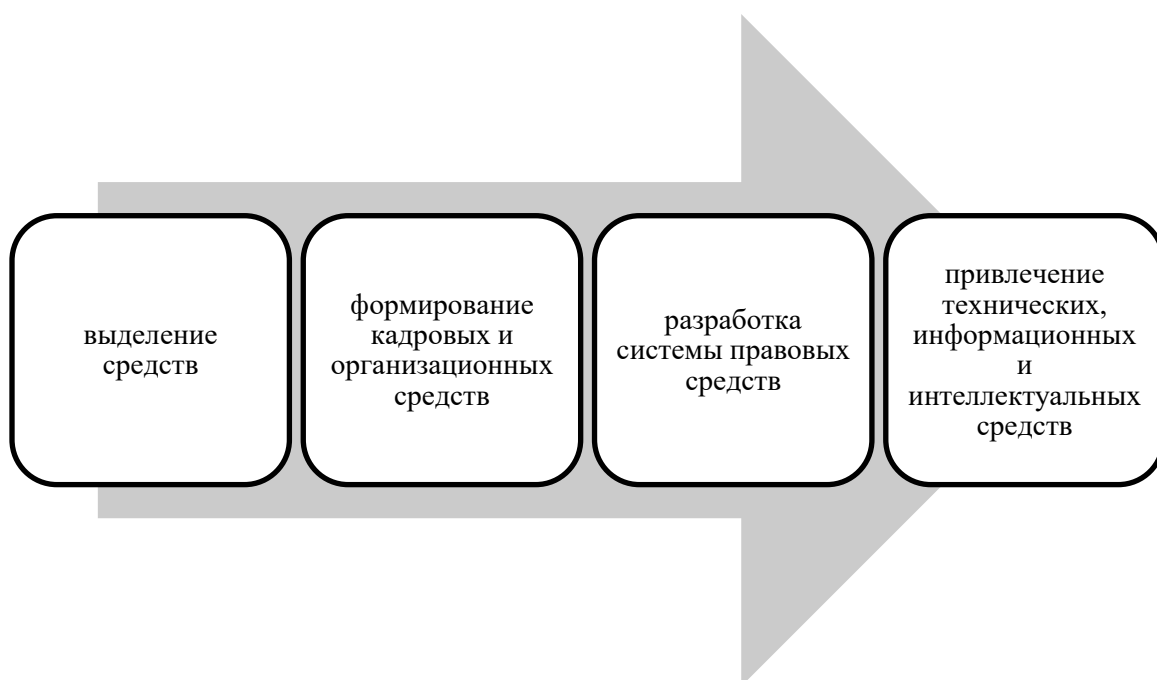 выделение
средств
формирование
кадровых и
организационных
средств
разработка
системы правовых
средств
привлечение
технических,
информационных
и
интеллектуальных
средств